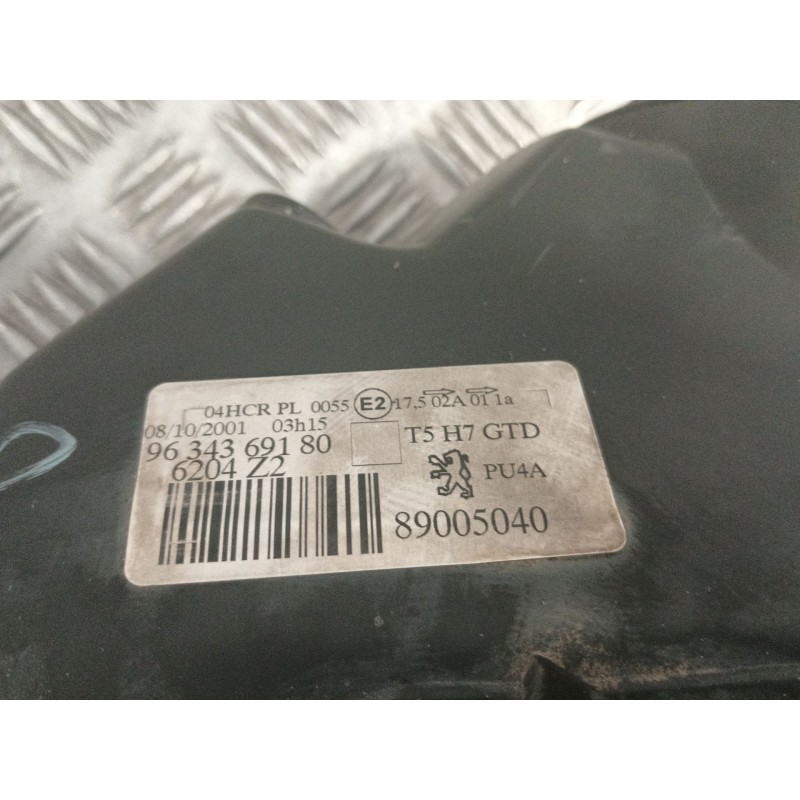 04HCR PL 0055 E2 17,5 02A 01 1a
08/10/2001 03h15
96 343 691 80
T5 H7 GTD
6204 Z2
PU4A
89005040